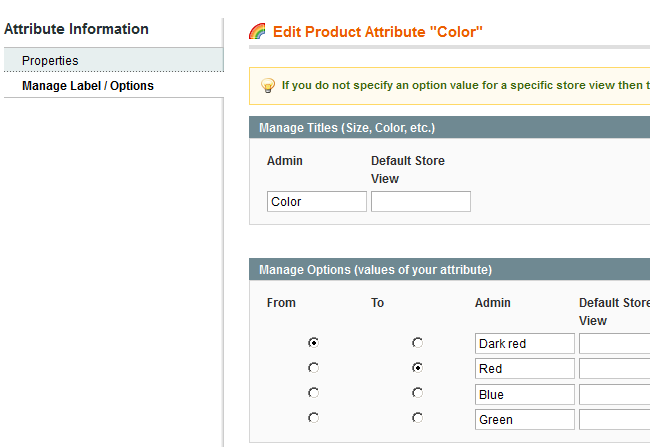 Attribute Information
Properties
Manage Label / Options
Edit Product Attribute "Color"
If you do not specify an option value for a specific store view then t
Manage Titles (Size, Color, etc.)
Admin Default Store View
Color
Manage Options (values of your attribute)
From To Admin Default Store View
Dark red
Red
Blue
Green